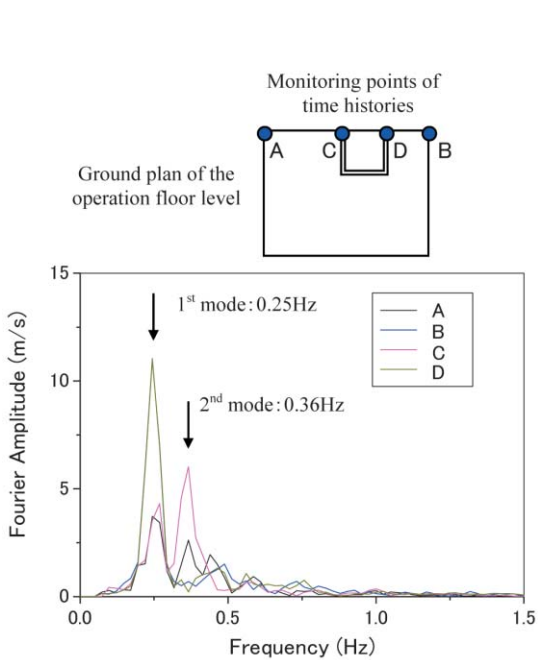 Monitoring points of
time histories
A
C
D
B
Ground plan of the
operation floor level
15
10
5
0
Fourier Amplitude (m/s)
1st mode: 0.25Hz
2nd mode: 0.36Hz
A
B
C
D
0.0
0.5
1.0
1.5
Frequency (Hz)